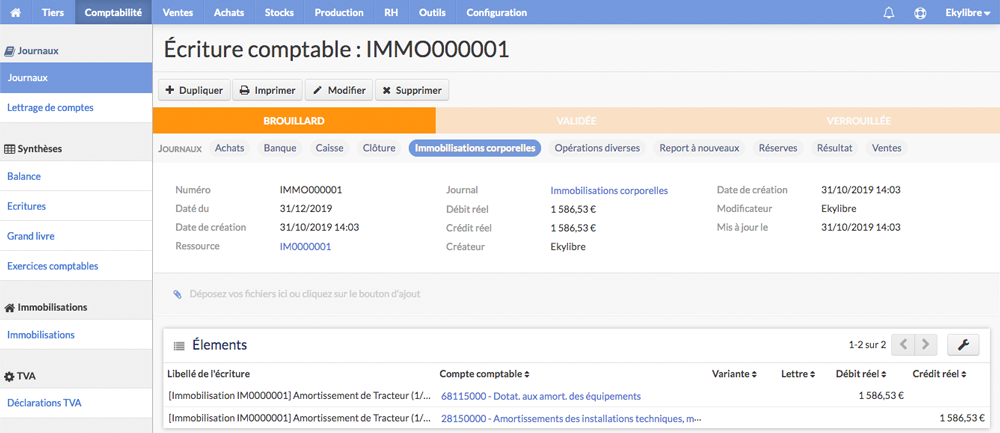 Tiers Comptabilité Ventes Achats Stocks Production RH Outils Configuration Ekylibre
Journaux
Journaux
Lettrage de comptes
Synthèses
Balance
Ecritures
Grand livre
Exercices comptables
Immobilisations
Immobilisations
TVA
Déclarations TVA
Écriture comptable : IMMO000001
Dupliquer Imprimer Modifier Supprimer
BROUILLARD VALIDÉE VERROUILLÉE
JOURNAUX Achats Banque Caisse Clôture Immobilisations corporelles Opérations diverses Report à nouveaux Réserves Résultat Ventes
Numéro IMMO000001 Journal Immobilisations corporelles Date de création 31/10/2019 14:03
Daté du 31/12/2019 Débit réel 1 586,53 € Modificateur Ekylibre
Date de création 31/10/2019 14:03 Crédit réel 1 586,53 € Mis à jour le 31/10/2019 14:03
Ressource IM0000001 Créateur Ekylibre
Déposez vos fichiers ici ou cliquez sur le bouton d'ajout
Élements 1-2 sur 2
Libellé de l'écriture Compte comptable Variante Lettre Débit réel Crédit réel
[Immobilisation IM0000001] Amortissement de Tracteur (1/... 68115000 - Dotat. aux amort. des équipements 1 586,53 €
[Immobilisation IM0000001] Amortissement de Tracteur (1/... 28150000 - Amortissements des installations techniques, m... 1 586,53 €